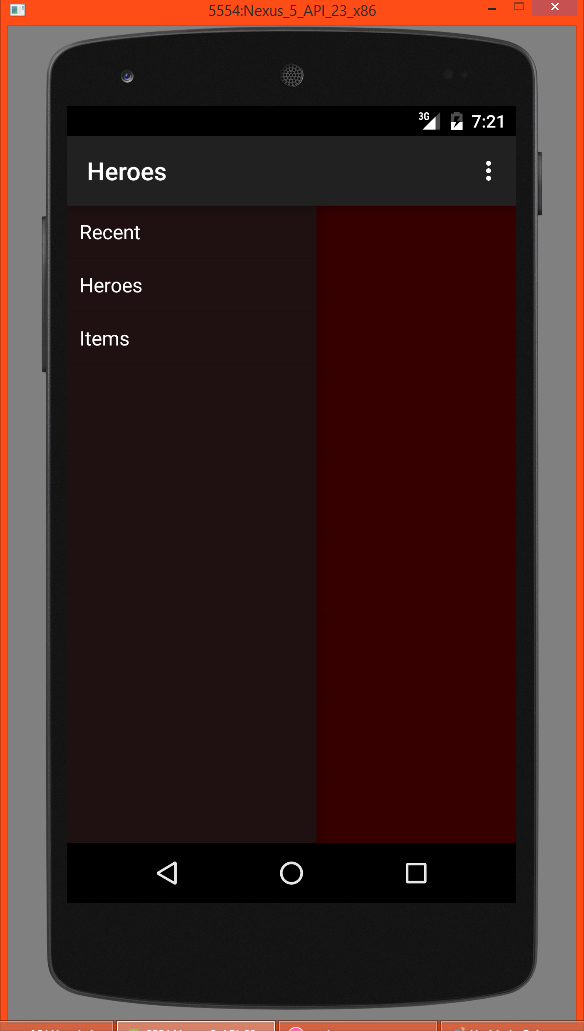 5554:Nexus_5_API_23_x86
3G 7:21
Heroes
Recent
Heroes
Items